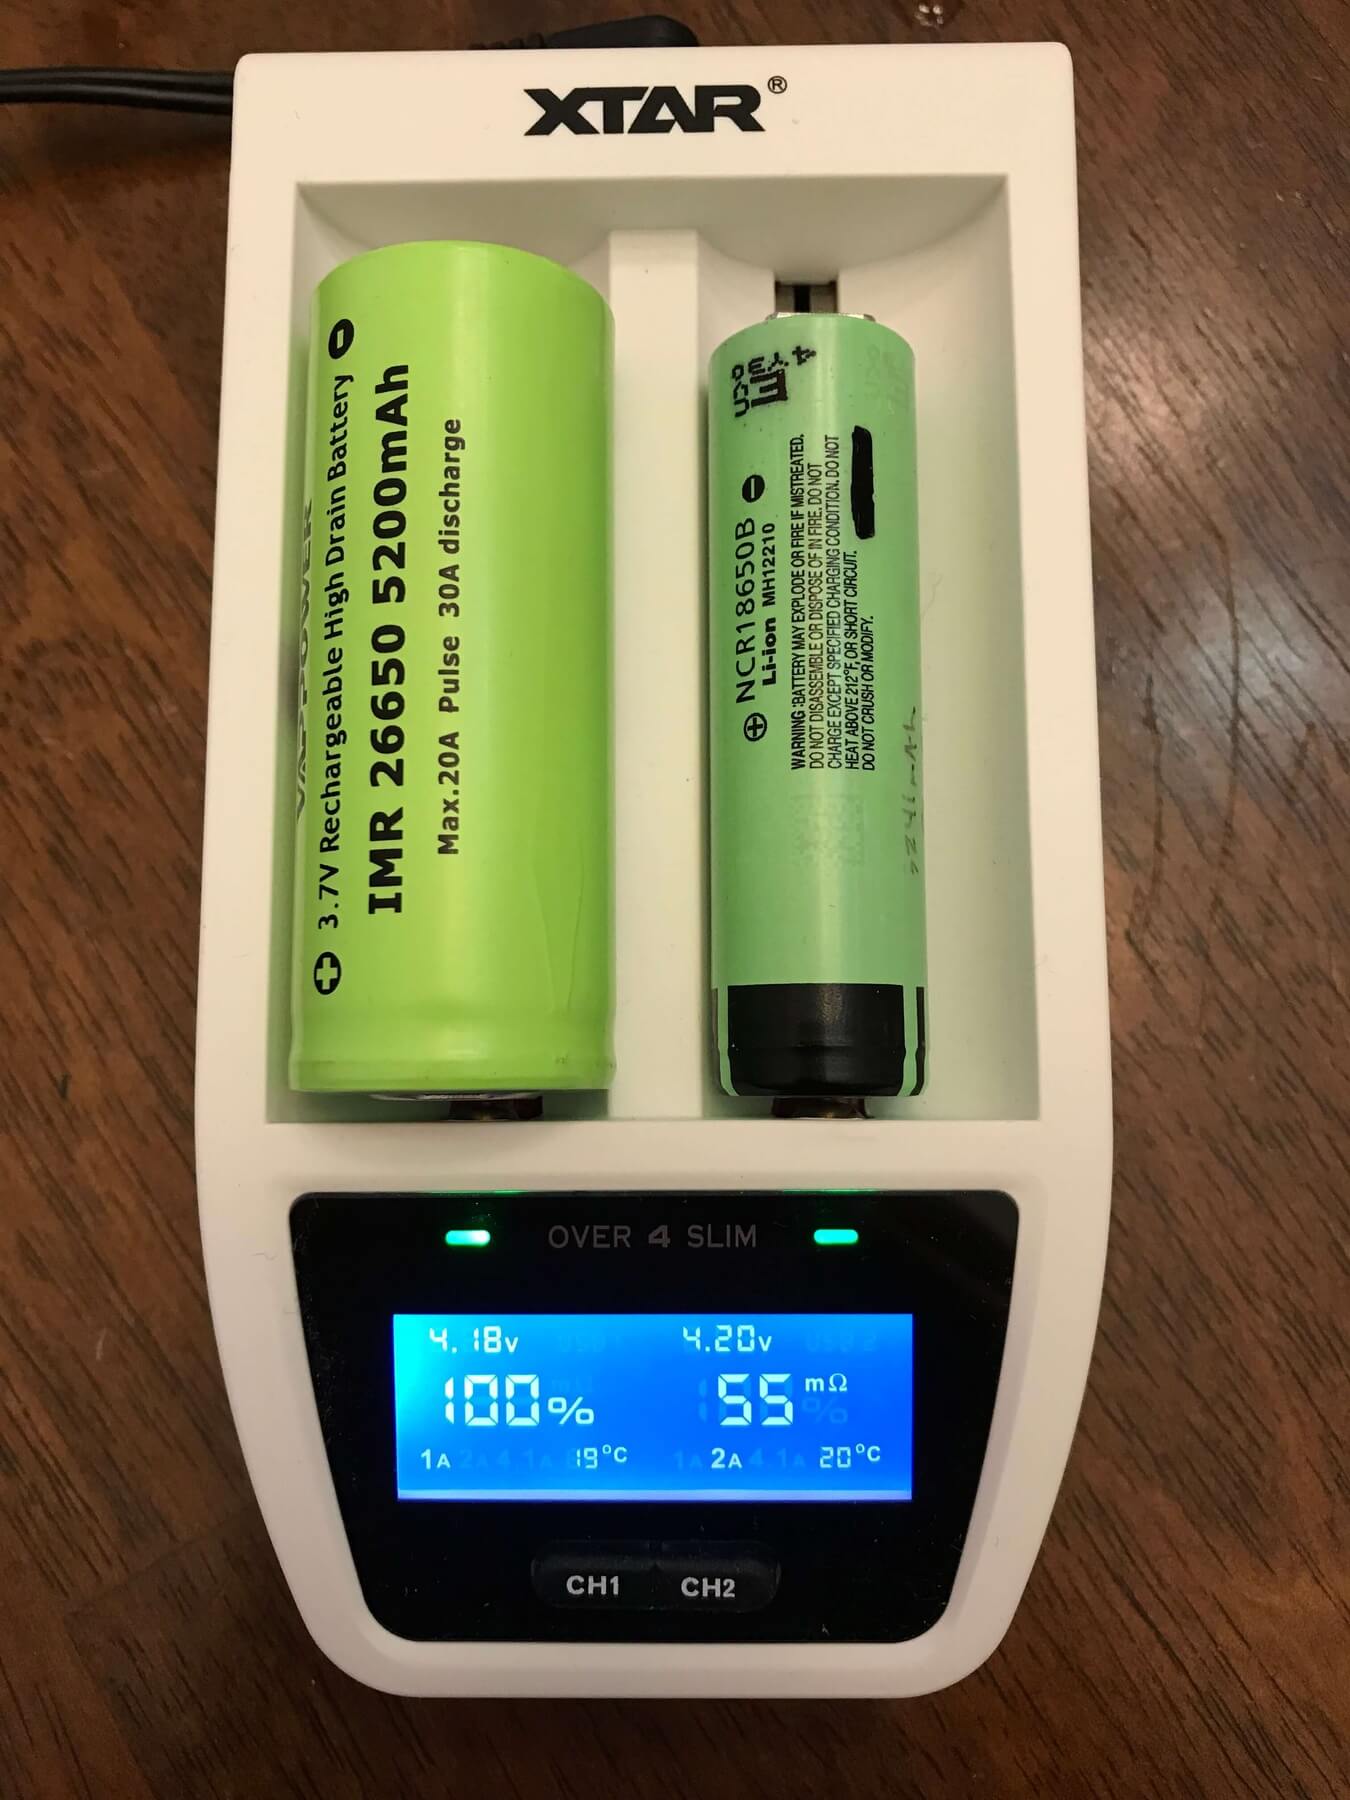 XTAR®
VAPPOWER
⊖
3.7V Rechargeable High Drain Battery
⊕
IMR 26650 5200mAh
Max.20A Pulse 30A discharge
⊕ NCR18650B ⊖
Li-ion MH12210
WARNING :BATTERY MAY EXPLODE OR FIRE IF MISTREATED.
DO NOT DISASSEMBLE OR DISPOSE OF IN FIRE. DO NOT
CHARGE EXCEPT SPECIFIED CHARGING CONDITION. DO NOT
HEAT ABOVE 212°F, OR SHORT CIRCUIT.
DO NOT CRUSH OR MODIFY.
OVER 4 SLIM
4.18V 4.20V
100% 55 mΩ
1A 19°C 2A 20°C
CH1 CH2